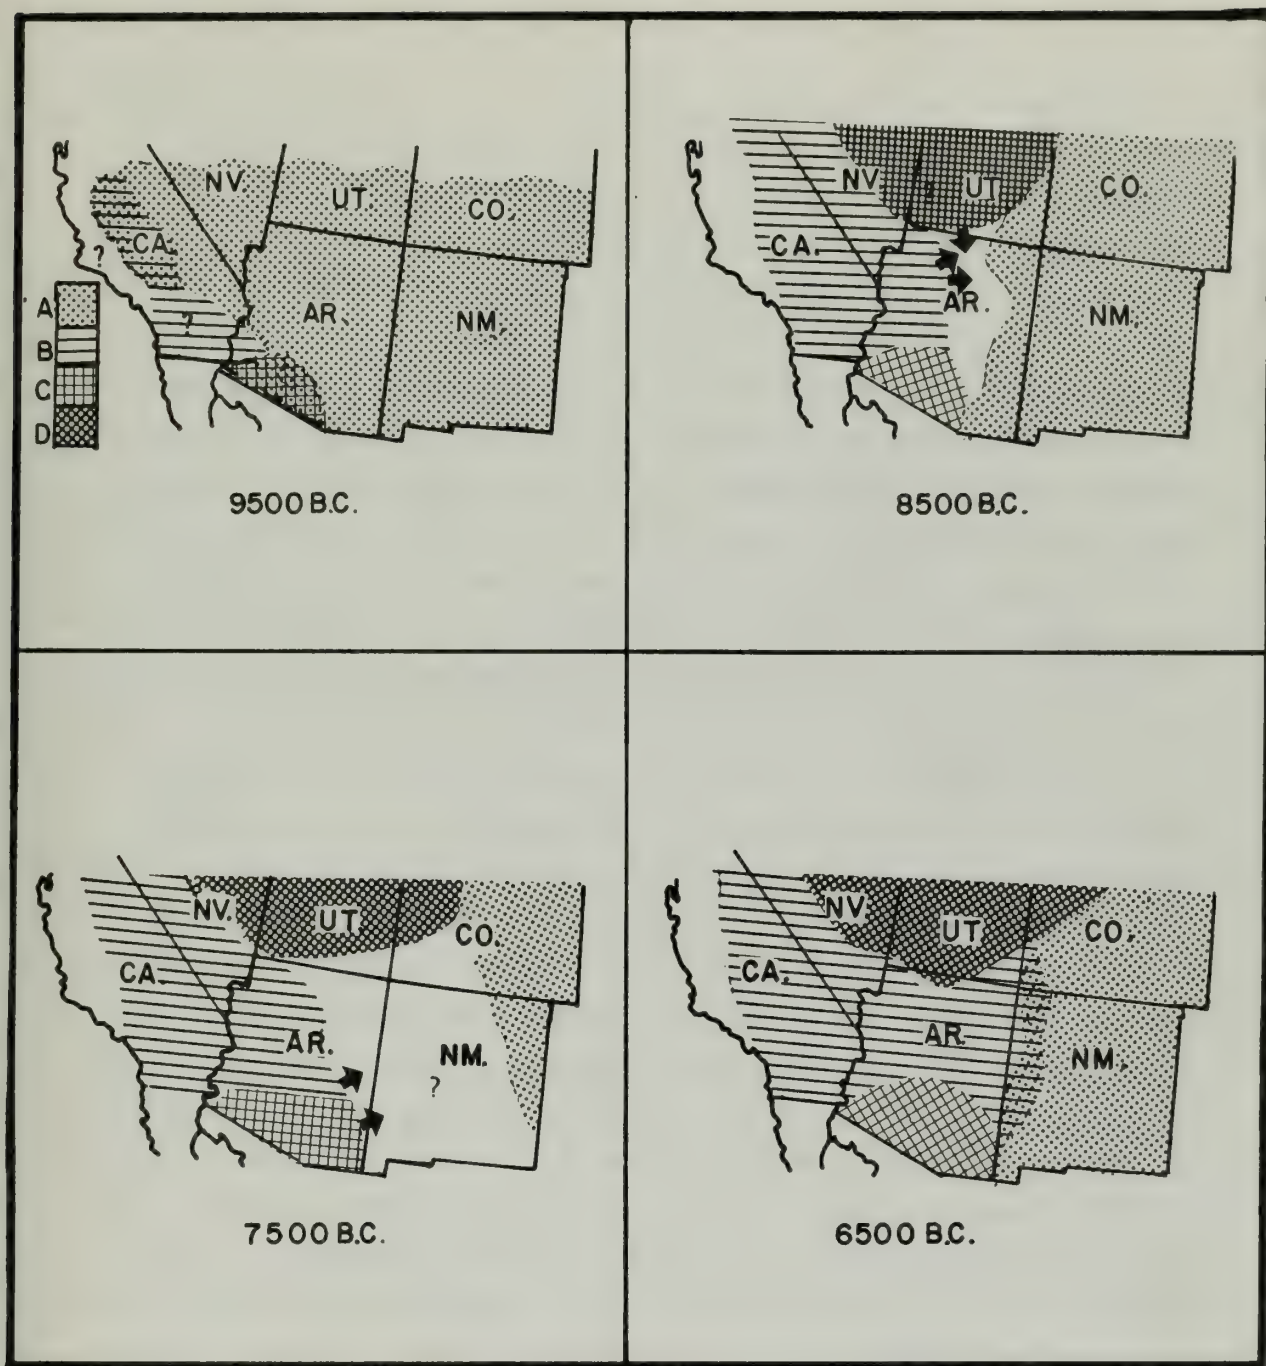 NV.
UT.
CO.
CA.
?
?
AR.
NM.
A
B
C
D
9500 B.C.
NV.
UT.
CO.
CA.
AR.
NM.
8500 B.C.
NV.
UT.
CO.
CA.
AR.
NM.
?
7500 B.C.
NV.
UT.
CO.
CA.
AR.
NM.
6500 B.C.